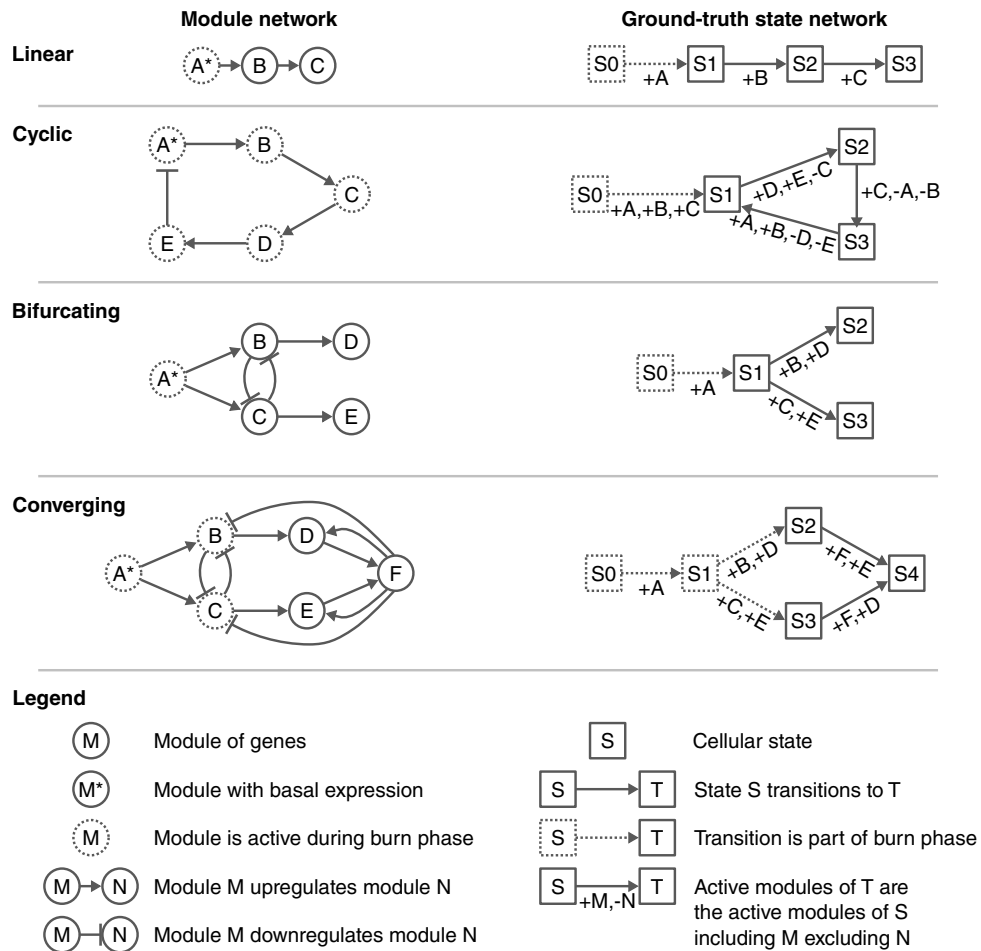 Module network
Ground-truth state network
Linear
A* B C
S0 S1 S2 S3
+A +B +C
Cyclic
A* B C D E
S0 S1 S2 S3
+A,+B,+C
+D,+E,-C
+C,-A,-B
+A,+B,-D,-E
Bifurcating
A* B D C E
S0 S1 S2 S3
+A
+B,+D
+C,+E
Converging
A* B D C E F
S0 S1 S2 S3 S4
+A
+B,+D
+F,+E
+C,+E
+F,+D
Legend
M Module of genes
S Cellular state
M* Module with basal expression
S T State S transitions to T
M Module is active during burn phase
S T Transition is part of burn phase
M N Module M upregulates module N
S T +M,-N Active modules of T are
the active modules of S
including M excluding N
M N Module M downregulates module N